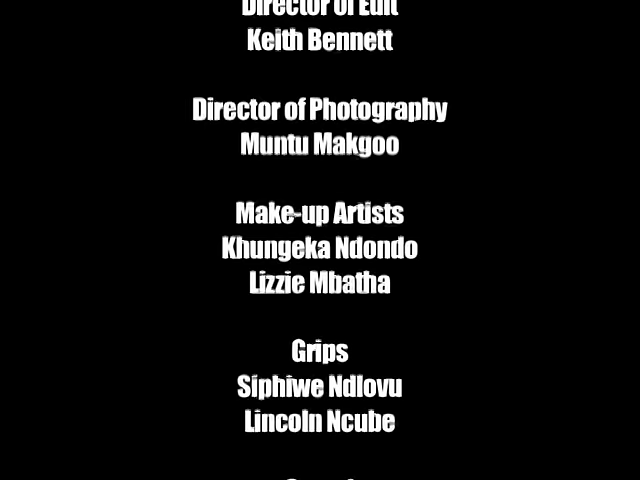 Director of Edit
Keith Bennett
Director of Photography
Muntu Makgoo
Make-up Artists
Khungeka Ndondo
Lizzie Mbatha
Grips
Siphiwe Ndlovu
Lincoln Ncube